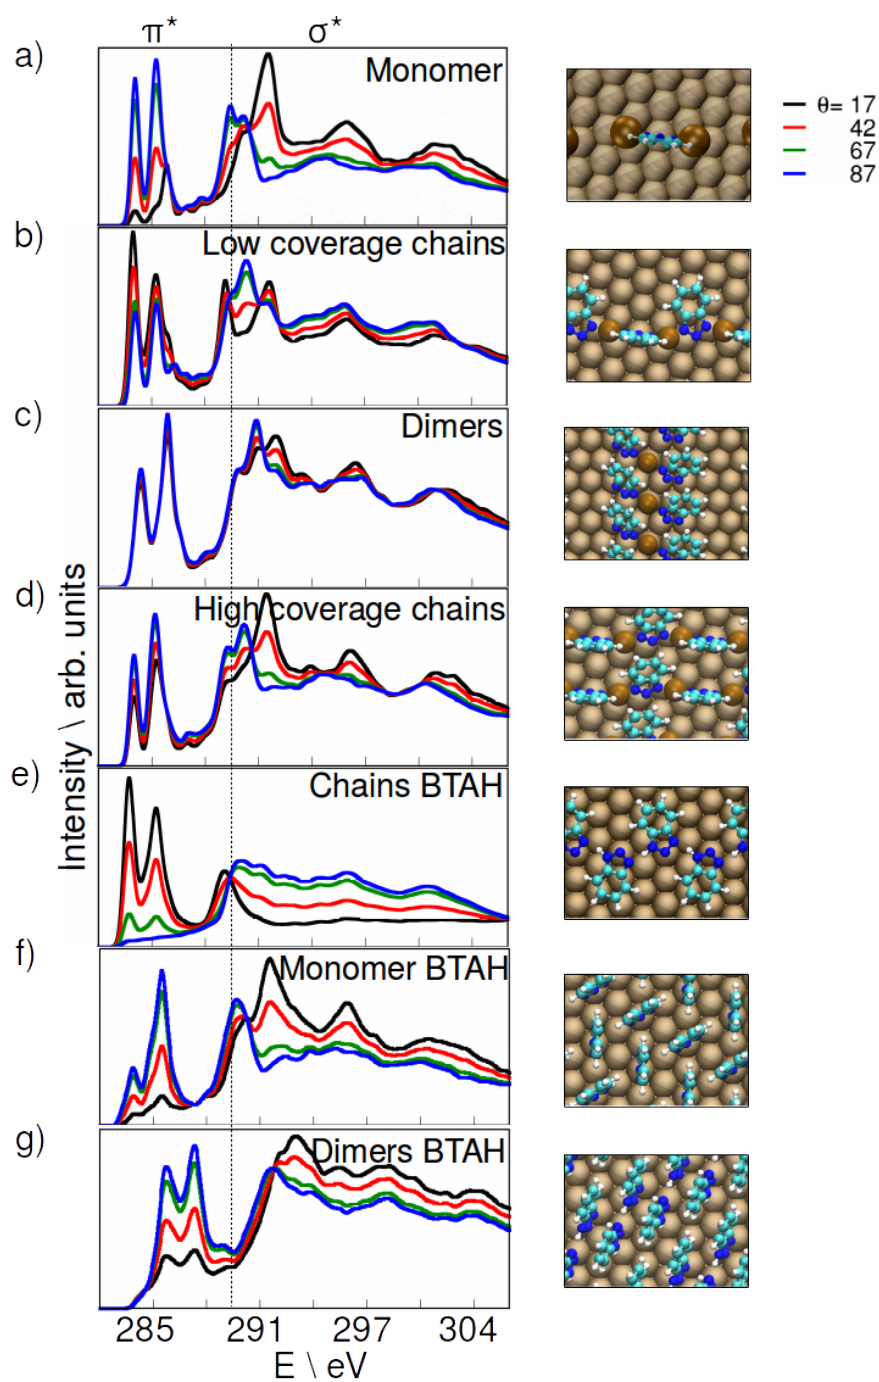 π* σ*
a) Monomer
θ= 17
42
67
87
b) Low coverage chains
c) Dimers
d) High coverage chains
e) Chains BTAH
f) Monomer BTAH
g) Dimers BTAH
Intensity \ arb. units
285 291 297 304
E \ eV